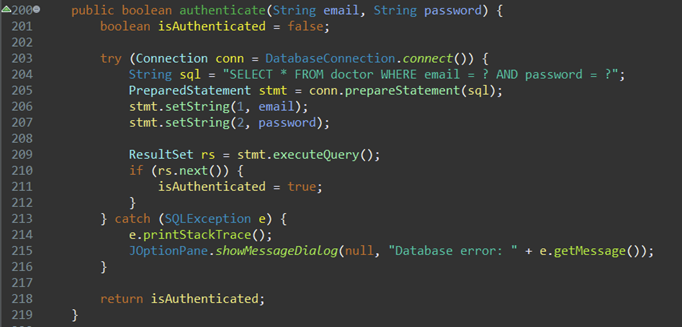 200 public boolean authenticate(String email, String password) {
201 boolean isAuthenticated = false;
202
203 try (Connection conn = DatabaseConnection.connect()) {
204 String sql = "SELECT * FROM doctor WHERE email = ? AND password = ?";
205 PreparedStatement stmt = conn.prepareStatement(sql);
206 stmt.setString(1, email);
207 stmt.setString(2, password);
208
209 ResultSet rs = stmt.executeQuery();
210 if (rs.next()) {
211 isAuthenticated = true;
212 }
213 } catch (SQLException e) {
214 e.printStackTrace();
215 JOptionPane.showMessageDialog(null, "Database error: " + e.getMessage());
216 }
217
218 return isAuthenticated;
219 }